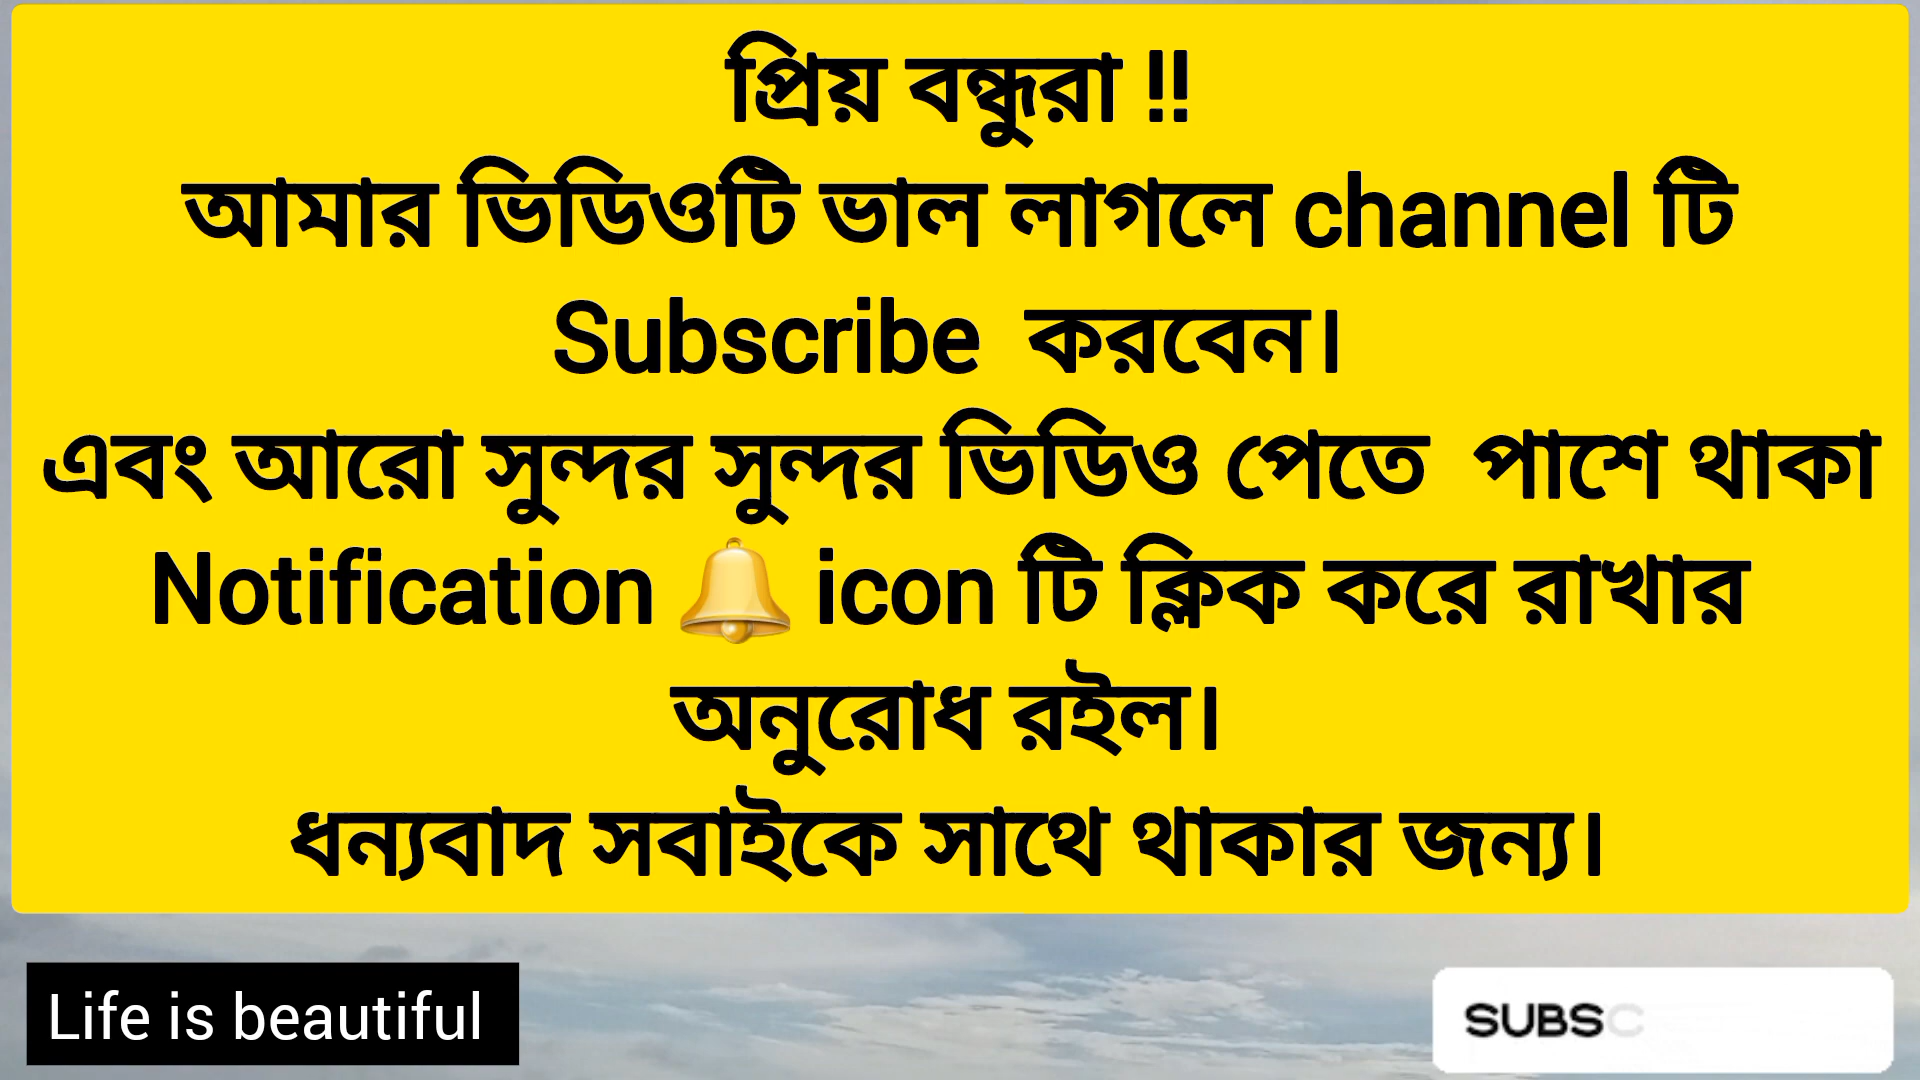 প্রিয় বন্ধুরা !!
আমার ভিডিওটি ভাল লাগলে channel টি
Subscribe করবেন।
এবং আরো সুন্দর সুন্দর ভিডিও পেতে পাশে থাকা
Notification 🔔 icon টি ক্লিক করে রাখার
অনুরোধ রইল।
ধন্যবাদ সবাইকে সাথে থাকার জন্য।
Life is beautiful
SUBSC